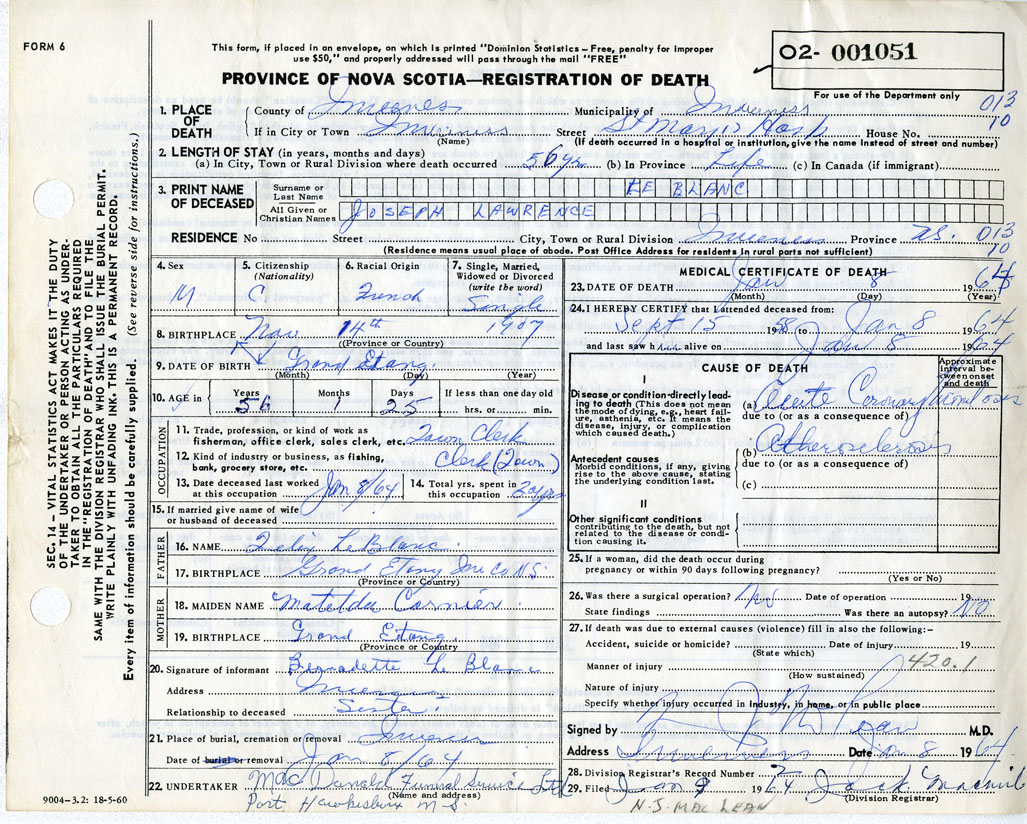 FORM 6
This form, if placed in an envelope, on which is printed "Dominion Statistics – Free, penalty for improper
use $50," and properly addressed will pass through the mail "FREE"
O2- 001051
For use of the Department only
PROVINCE OF NOVA SCOTIA—REGISTRATION OF DEATH
013
10
1. PLACE OF DEATH
County of Inverness Municipality of Inverness
If in City or Town Inverness Street St Marys Hosp House No.
(Name) (If death occurred in a hospital or institution, give the name instead of street and number)
2. LENGTH OF STAY (in years, months and days)
(a) In City, Town or Rural Division where death occurred 56 yrs (b) In Province Life (c) In Canada (if immigrant)
3. PRINT NAME OF DECEASED
Surname or Last Name LE BLANC
All Given or Christian Names JOSEPH LAWRENCE
RESIDENCE No Street City, Town or Rural Division Inverness Province N.S. 013
10
(Residence means usual place of abode. Post Office Address for residents in rural parts not sufficient)
4. Sex M
5. Citizenship (Nationality) C
6. Racial Origin French
7. Single, Married, Widowed or Divorced (write the word) Single
8. BIRTHPLACE Nov 14th 1907
(Province or Country)
9. DATE OF BIRTH Grand Etang
(Month) (Day) (Year)
10. AGE in Years 56 Months 1 Days 25 If less than one day old
hrs. or min.
OCCUPATION
11. Trade, profession, or kind of work as
fisherman, office clerk, sales clerk, etc. Town Clerk
12. Kind of industry or business, as fishing,
bank, grocery store, etc. Clerk (Town)
13. Date deceased last worked
at this occupation Jan 8/64
14. Total yrs. spent in
this occupation
15. If married give name of wife
or husband of deceased
FATHER
16. NAME Felix LeBlanc
17. BIRTHPLACE Grand Etang Inv Co N.S.
(Province or Country)
MOTHER
18. MAIDEN NAME Matelda Cormier
19. BIRTHPLACE Grand Etang
(Province or Country)
20. Signature of informant Bernadette Le Blanc
Address Inverness
Relationship to deceased Sister
21. Place of burial, cremation or removal Inverness
Date of burial or removal Jan 8/64
22. UNDERTAKER MacDonald Funeral Service Ltd
(Name and address)
Port Hawkesbury N-S.
9004–3.2: 18-5-60
MEDICAL CERTIFICATE OF DEATH
23. DATE OF DEATH Jan 8 1964
(Month) (Day) (Year)
24. I HEREBY CERTIFY that I attended deceased from:
Sept 15 1958 to Jan 8 1964
and last saw him alive on Jan 8 1964
CAUSE OF DEATH
Approximate interval between onset and death
I
Disease or condition directly leading to death (This does not mean
the mode of dying, e.g., heart failure, asthenia, etc. It means the
disease, injury, or complication
which caused death.)
(a) Acute Coronary Thrombosis
due to (or as a consequence of)
(b) Atherosclerosis
due to (or as a consequence of)
(c)
Antecedent causes
Morbid conditions, if any, giving
rise to the above cause, stating
the underlying condition last.
II
Other significant conditions
contributing to the death, but not
related to the disease or condition causing it.
25. If a woman, did the death occur during
pregnancy or within 90 days following pregnancy?
(Yes or No)
26. Was there a surgical operation? Date of operation 19
State findings Was there an autopsy? NO
27. If death was due to external causes (violence) fill in also the following:–
Accident, suicide or homicide? Date of injury 19
(State which)
Manner of injury 420.1
(How sustained)
Nature of injury
Specify whether injury occurred in industry, in home, or in public place
Signed by M.D.
Address Inverness Date Jan 8 1964
28. Division Registrar's Record Number 2
29. Filed Jan 9 1964 Jack
(Division Registrar)
N-J-MAC LEAN
SEC. 14 – VITAL STATISTICS ACT MAKES IT THE DUTY
OF THE UNDERTAKER OR PERSON ACTING AS UNDERTAKER TO OBTAIN ALL THE PARTICULARS REQUIRED
IN THE "REGISTRATION OF DEATH" AND TO FILE THE
SAME WITH THE DIVISION REGISTRAR WHO SHALL ISSUE THE BURIAL PERMIT.
WRITE PLAINLY WITH UNFADING INK. THIS IS A PERMANENT RECORD.
Every item of information should be carefully supplied. (See reverse side for instructions.)